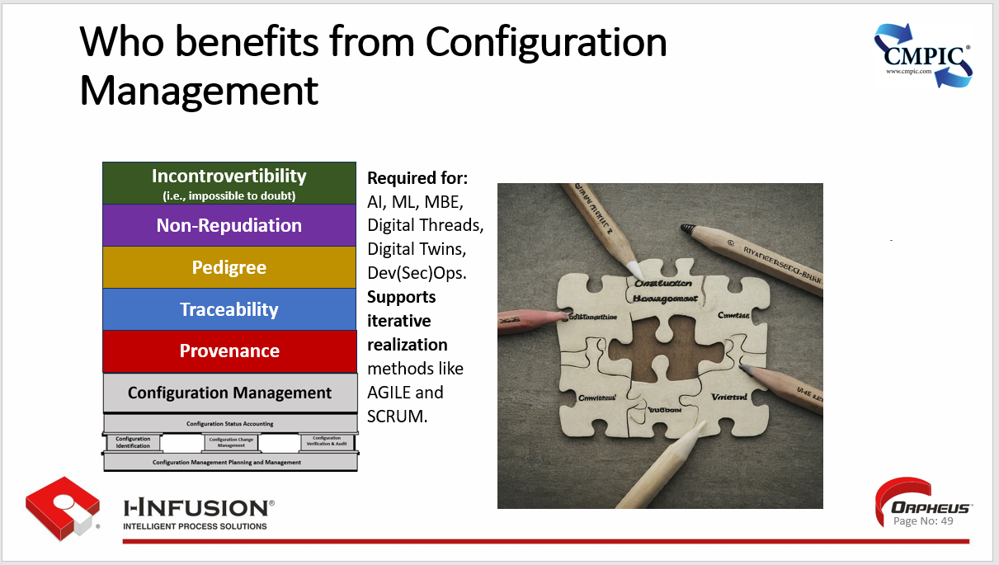 Who benefits from Configuration
Management
CMPIC®
www.cmpic.com
Incontrovertibility
(i.e., impossible to doubt)
Non-Repudiation
Pedigree
Traceability
Provenance
Configuration Management
Configuration Status Accounting
Configuration
Identification
Configuration Change
Management
Configuration
Verification & Audit
Configuration Management Planning and Management
Required for:
AI, ML, MBE,
Digital Threads,
Digital Twins,
Dev(Sec)Ops.
Supports
iterative
realization
methods like
AGILE and
SCRUM.
-
I-INFUSION®
INTELLIGENT PROCESS SOLUTIONS
®
ORPHEUS™
Page No: 49